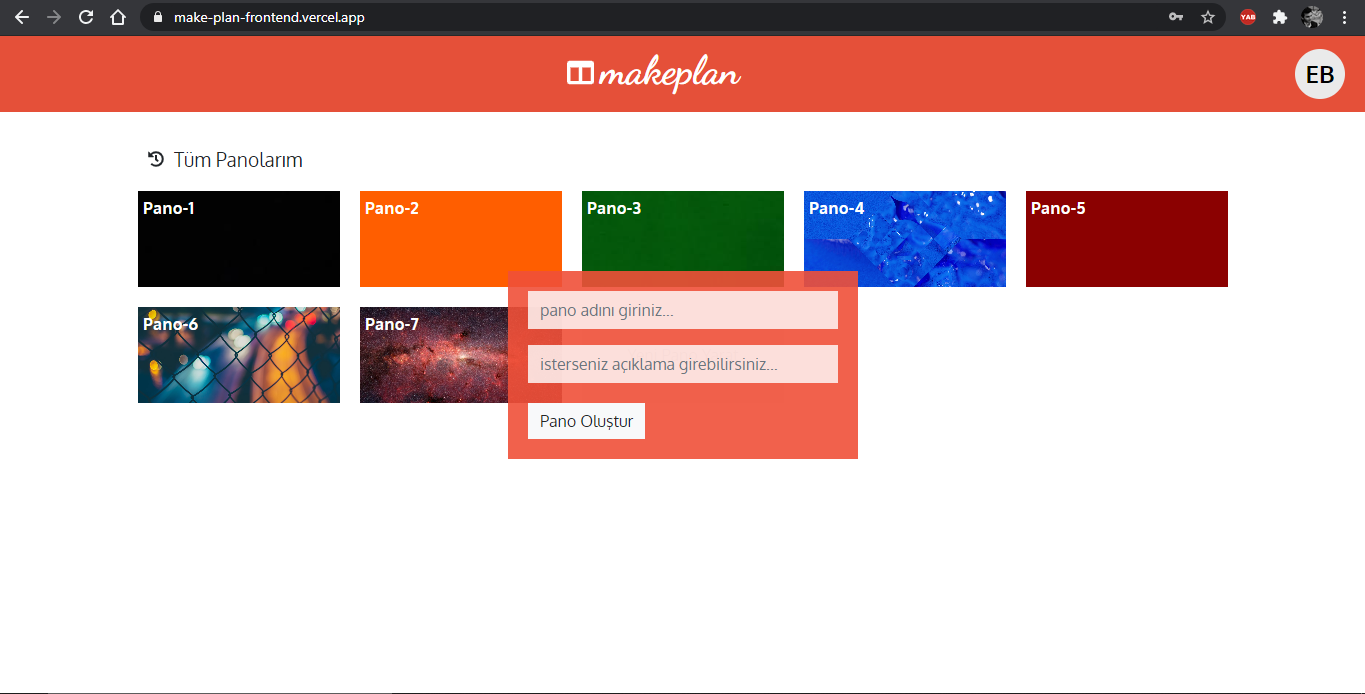 make-plan-frontend.vercel.app
YAB
makeplan
EB
Tüm Panolarım
Pano-1
Pano-2
Pano-3
Pano-4
Pano-5
Pano-6
Pano-7
pano adını giriniz...
isterseniz açıklama girebilirsiniz...
Pano Oluştur